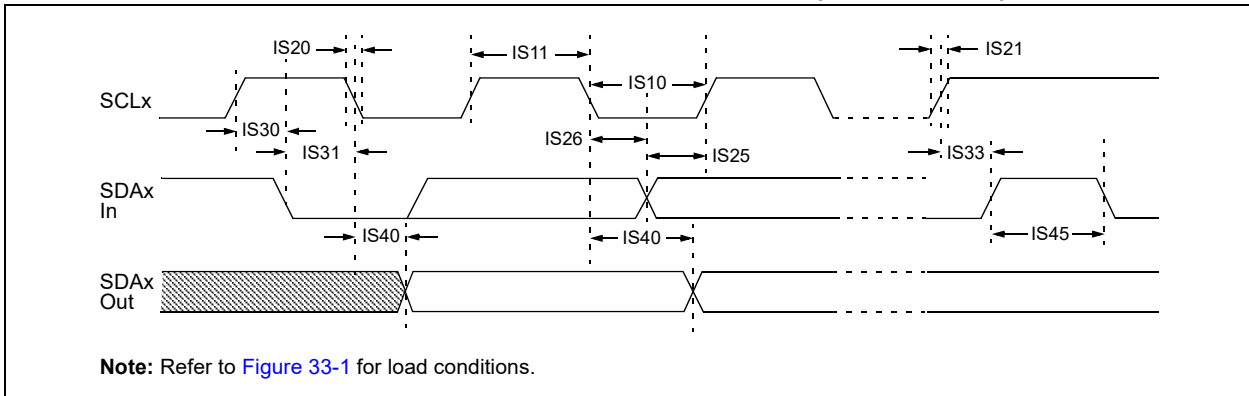 IS20
IS11
IS21
IS10
SCLx
IS30
IS26
IS31
IS25
IS33
SDAx
In
IS40
IS40
IS45
SDAx
Out
Note: Refer to Figure 33-1 for load conditions.